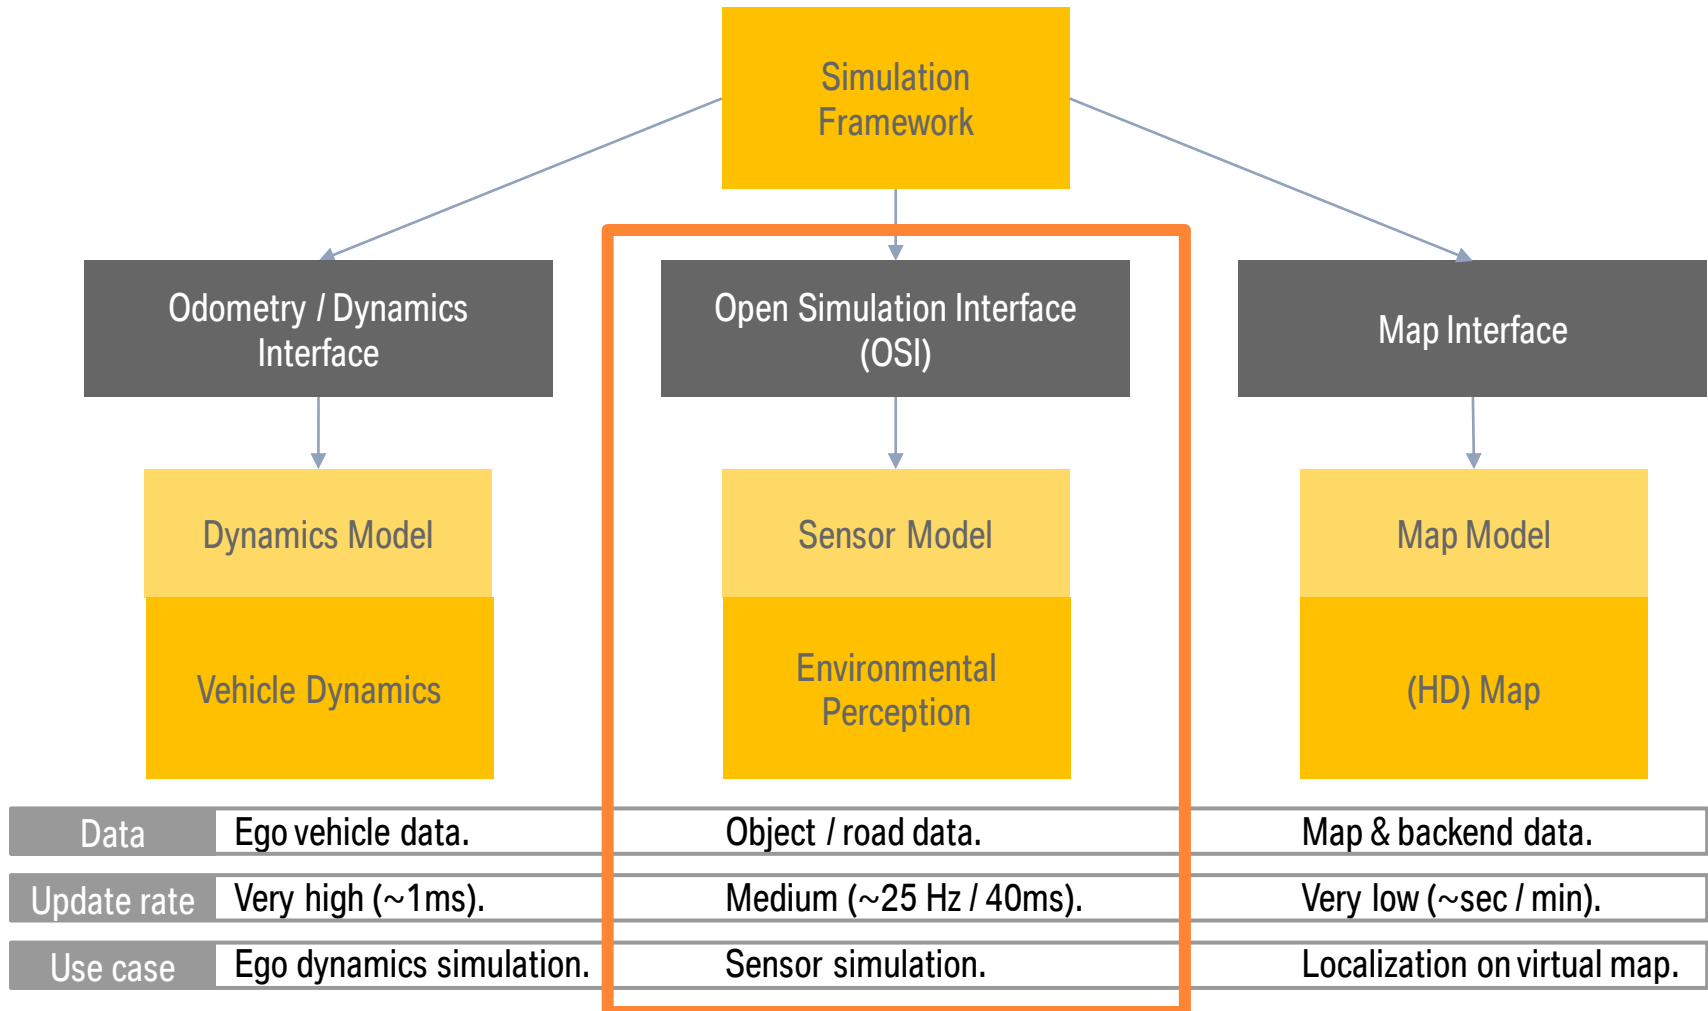 Simulation
Framework
Odometry / Dynamics
Interface
Open Simulation Interface
(OSI)
Map Interface
Dynamics Model
Sensor Model
Map Model
Vehicle Dynamics
Environmental
Perception
(HD) Map
Data
Ego vehicle data.
Object / road data.
Map & backend data.
Update rate
Very high (~1ms).
Medium (~25 Hz / 40ms).
Very low (~sec / min).
Use case
Ego dynamics simulation.
Sensor simulation.
Localization on virtual map.